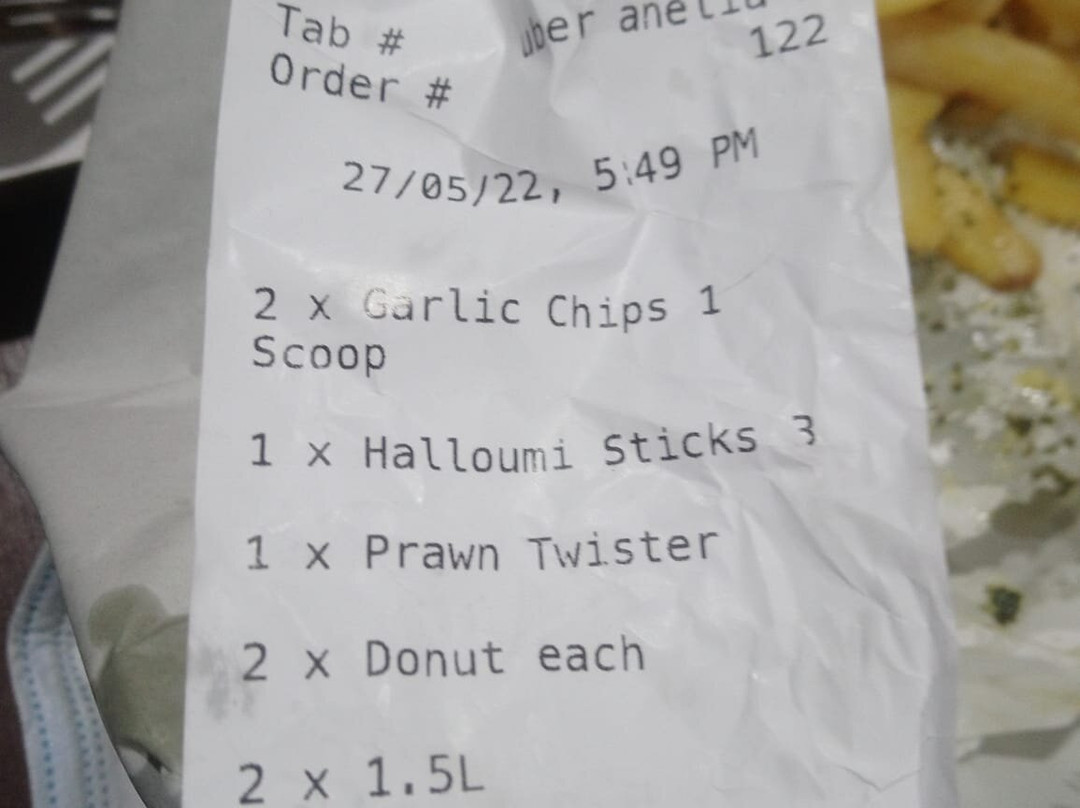 Tab # uber
Order # 122
27/05/22, 5:49 PM
2 x Garlic Chips 1
Scoop
1 x Halloumi Sticks 3
1 x Prawn Twister
2 x Donut each
2 x 1.5L